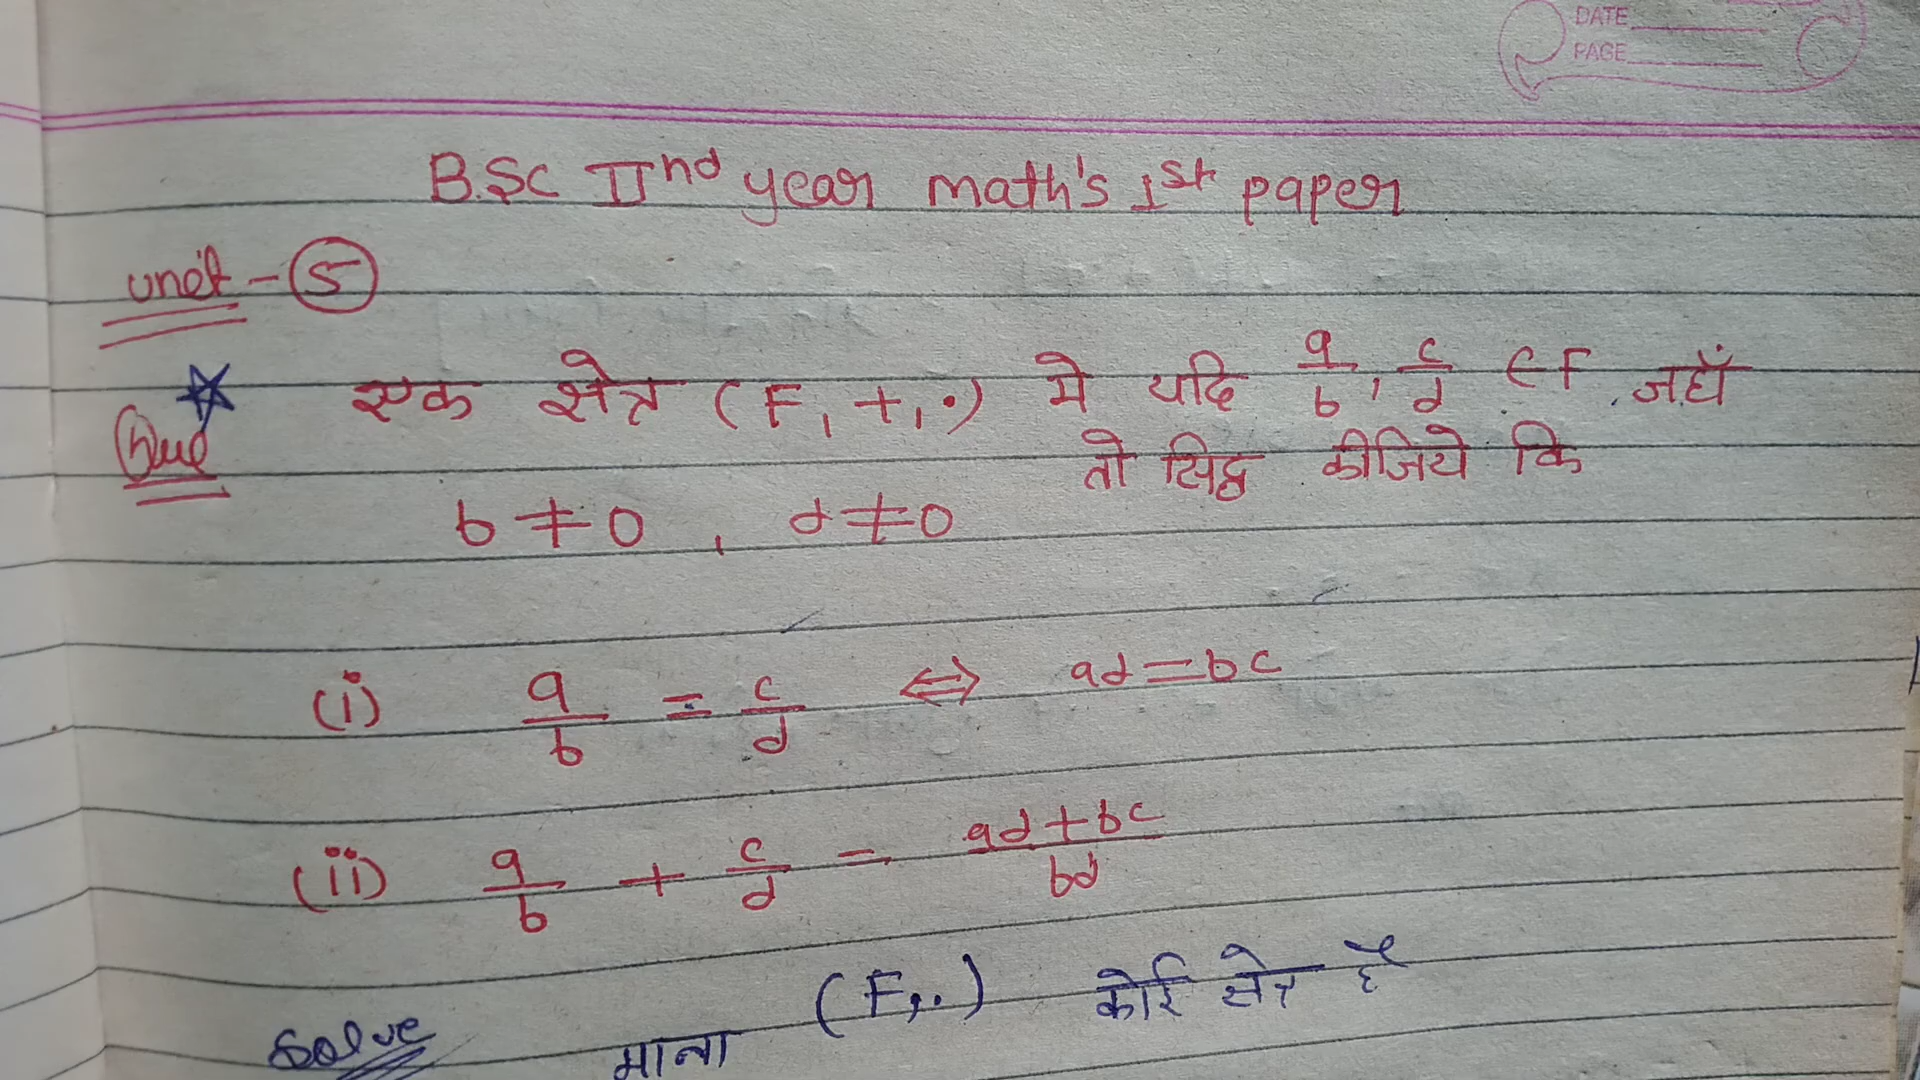 DATE
PAGE
B.Sc IInd year math's 1st paper
unit - 5
एक क्षेत्र (F, +, .) मे यदि a/b, c/d ∈ F जहाँ
तो सिद्ध कीजिये कि
b ≠ 0, d ≠ 0
(i) a/b = c/d ⇔ ad = bc
(ii) a/b + c/d = ad+bc/bd
Solve माना (F, .) कोई क्षेत्र है